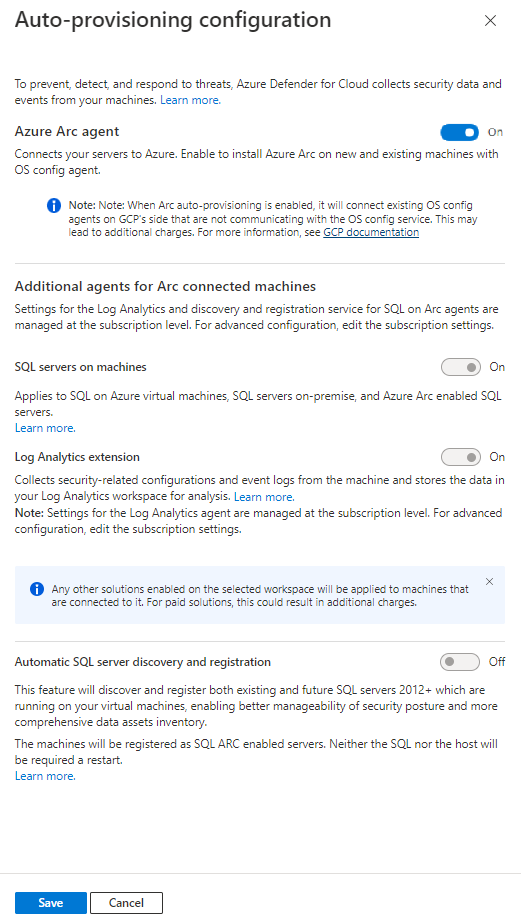 Auto-provisioning configuration
To prevent, detect, and respond to threats, Azure Defender for Cloud collects security data and
events from your machines. Learn more.
Azure Arc agent
On
Connects your servers to Azure. Enable to install Azure Arc on new and existing machines with
OS config agent.
Note: Note: When Arc auto-provisioning is enabled, it will connect existing OS config
agents on GCP's side that are not communicating with the OS config service. This may
lead to additional charges. For more information, see GCP documentation
Additional agents for Arc connected machines
Settings for the Log Analytics and discovery and registration service for SQL on Arc agents are
managed at the subscription level. For advanced configuration, edit the subscription settings.
SQL servers on machines
On
Applies to SQL on Azure virtual machines, SQL servers on-premise, and Azure Arc enabled SQL
servers.
Learn more.
Log Analytics extension
On
Collects security-related configurations and event logs from the machine and stores the data in
your Log Analytics workspace for analysis. Learn more.
Note: Settings for the Log Analytics agent are managed at the subscription level. For advanced
configuration, edit the subscription settings.
Any other solutions enabled on the selected workspace will be applied to machines that
are connected to it. For paid solutions, this could result in additional charges.
Automatic SQL server discovery and registration
Off
This feature will discover and register both existing and future SQL servers 2012+ which are
running on your virtual machines, enabling better manageability of security posture and more
comprehensive data assets inventory.
The machines will be registered as SQL ARC enabled servers. Neither the SQL nor the host will
be required a restart.
Learn more.
Save
Cancel